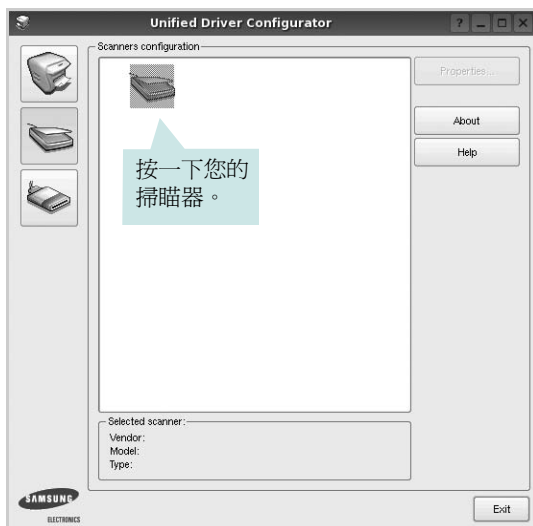 Unified Driver Configurator
Scanners configuration
Properties...
About
Help
按一下您的
掃瞄器。
Selected scanner:
Vendor:
Model:
Type:
SAMSUNG
ELECTRONICS
Exit